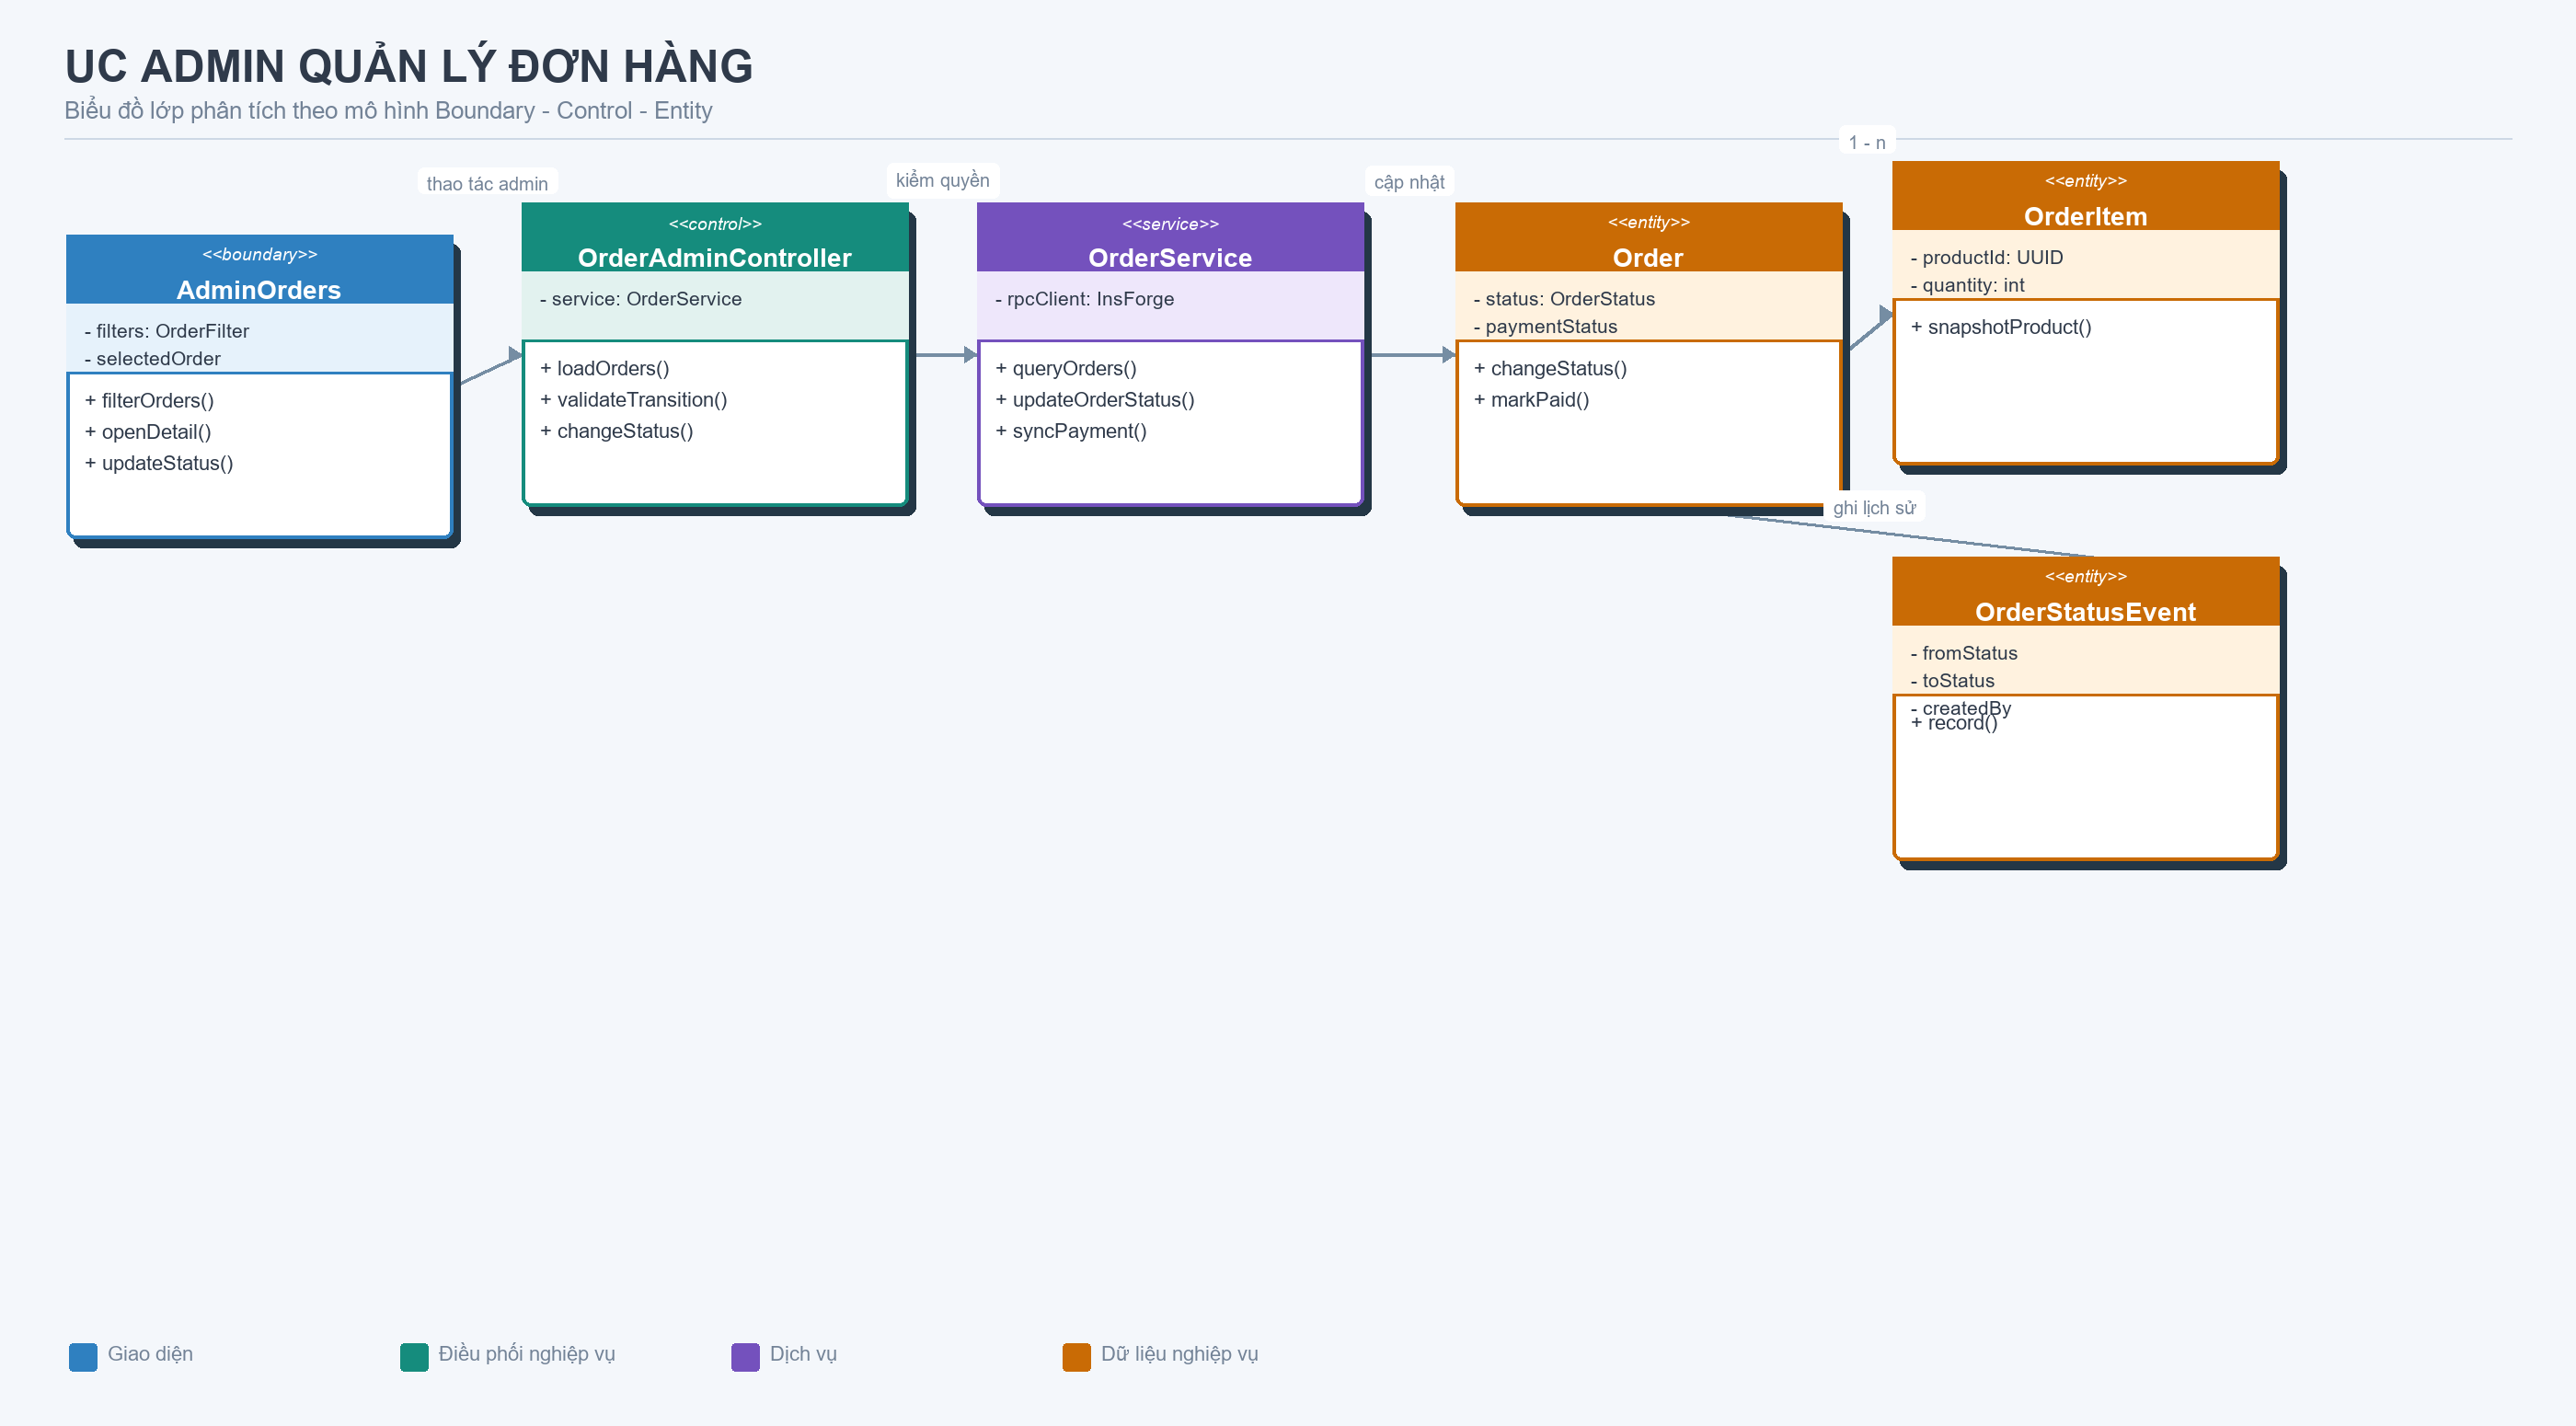 UC ADMIN QUẢN LÝ ĐƠN HÀNG
Biểu đồ lớp phân tích theo mô hình Boundary - Control - Entity
thao tác admin
kiểm quyền
cập nhật
1 - n
<<boundary>>
AdminOrders
- filters: OrderFilter
- selectedOrder
+ filterOrders()
+ openDetail()
+ updateStatus()
<<control>>
OrderAdminController
- service: OrderService
+ loadOrders()
+ validateTransition()
+ changeStatus()
<<service>>
OrderService
- rpcClient: InsForge
+ queryOrders()
+ updateOrderStatus()
+ syncPayment()
<<entity>>
Order
- status: OrderStatus
- paymentStatus
+ changeStatus()
+ markPaid()
<<entity>>
OrderItem
- productId: UUID
- quantity: int
+ snapshotProduct()
ghi lịch sử
<<entity>>
OrderStatusEvent
- fromStatus
- toStatus
- createdBy
+ record()
Giao diện
Điều phối nghiệp vụ
Dịch vụ
Dữ liệu nghiệp vụ